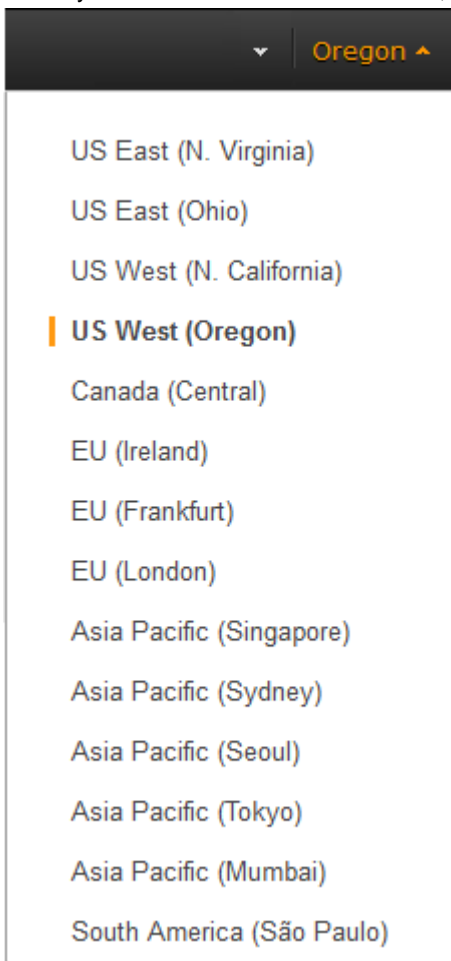 Oregon
US East (N. Virginia)
US East (Ohio)
US West (N. California)
US West (Oregon)
Canada (Central)
EU (Ireland)
EU (Frankfurt)
EU (London)
Asia Pacific (Singapore)
Asia Pacific (Sydney)
Asia Pacific (Seoul)
Asia Pacific (Tokyo)
Asia Pacific (Mumbai)
South America (São Paulo)